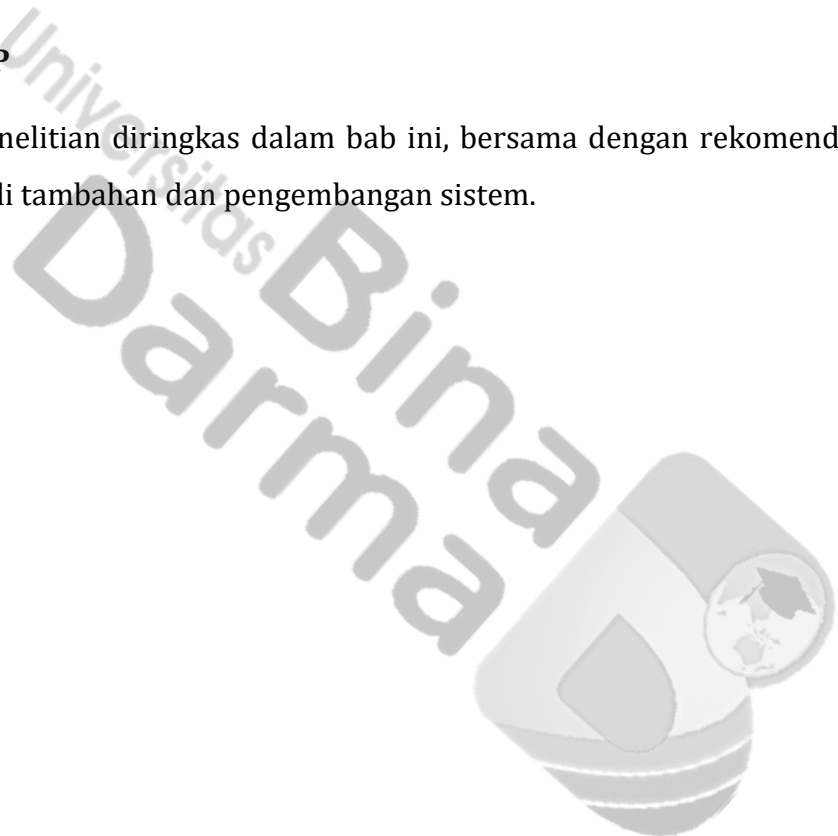 P
nelitian diringkas dalam bab ini, bersama dengan rekomend
li tambahan dan pengembangan sistem.
Universitas
Bina
Darma